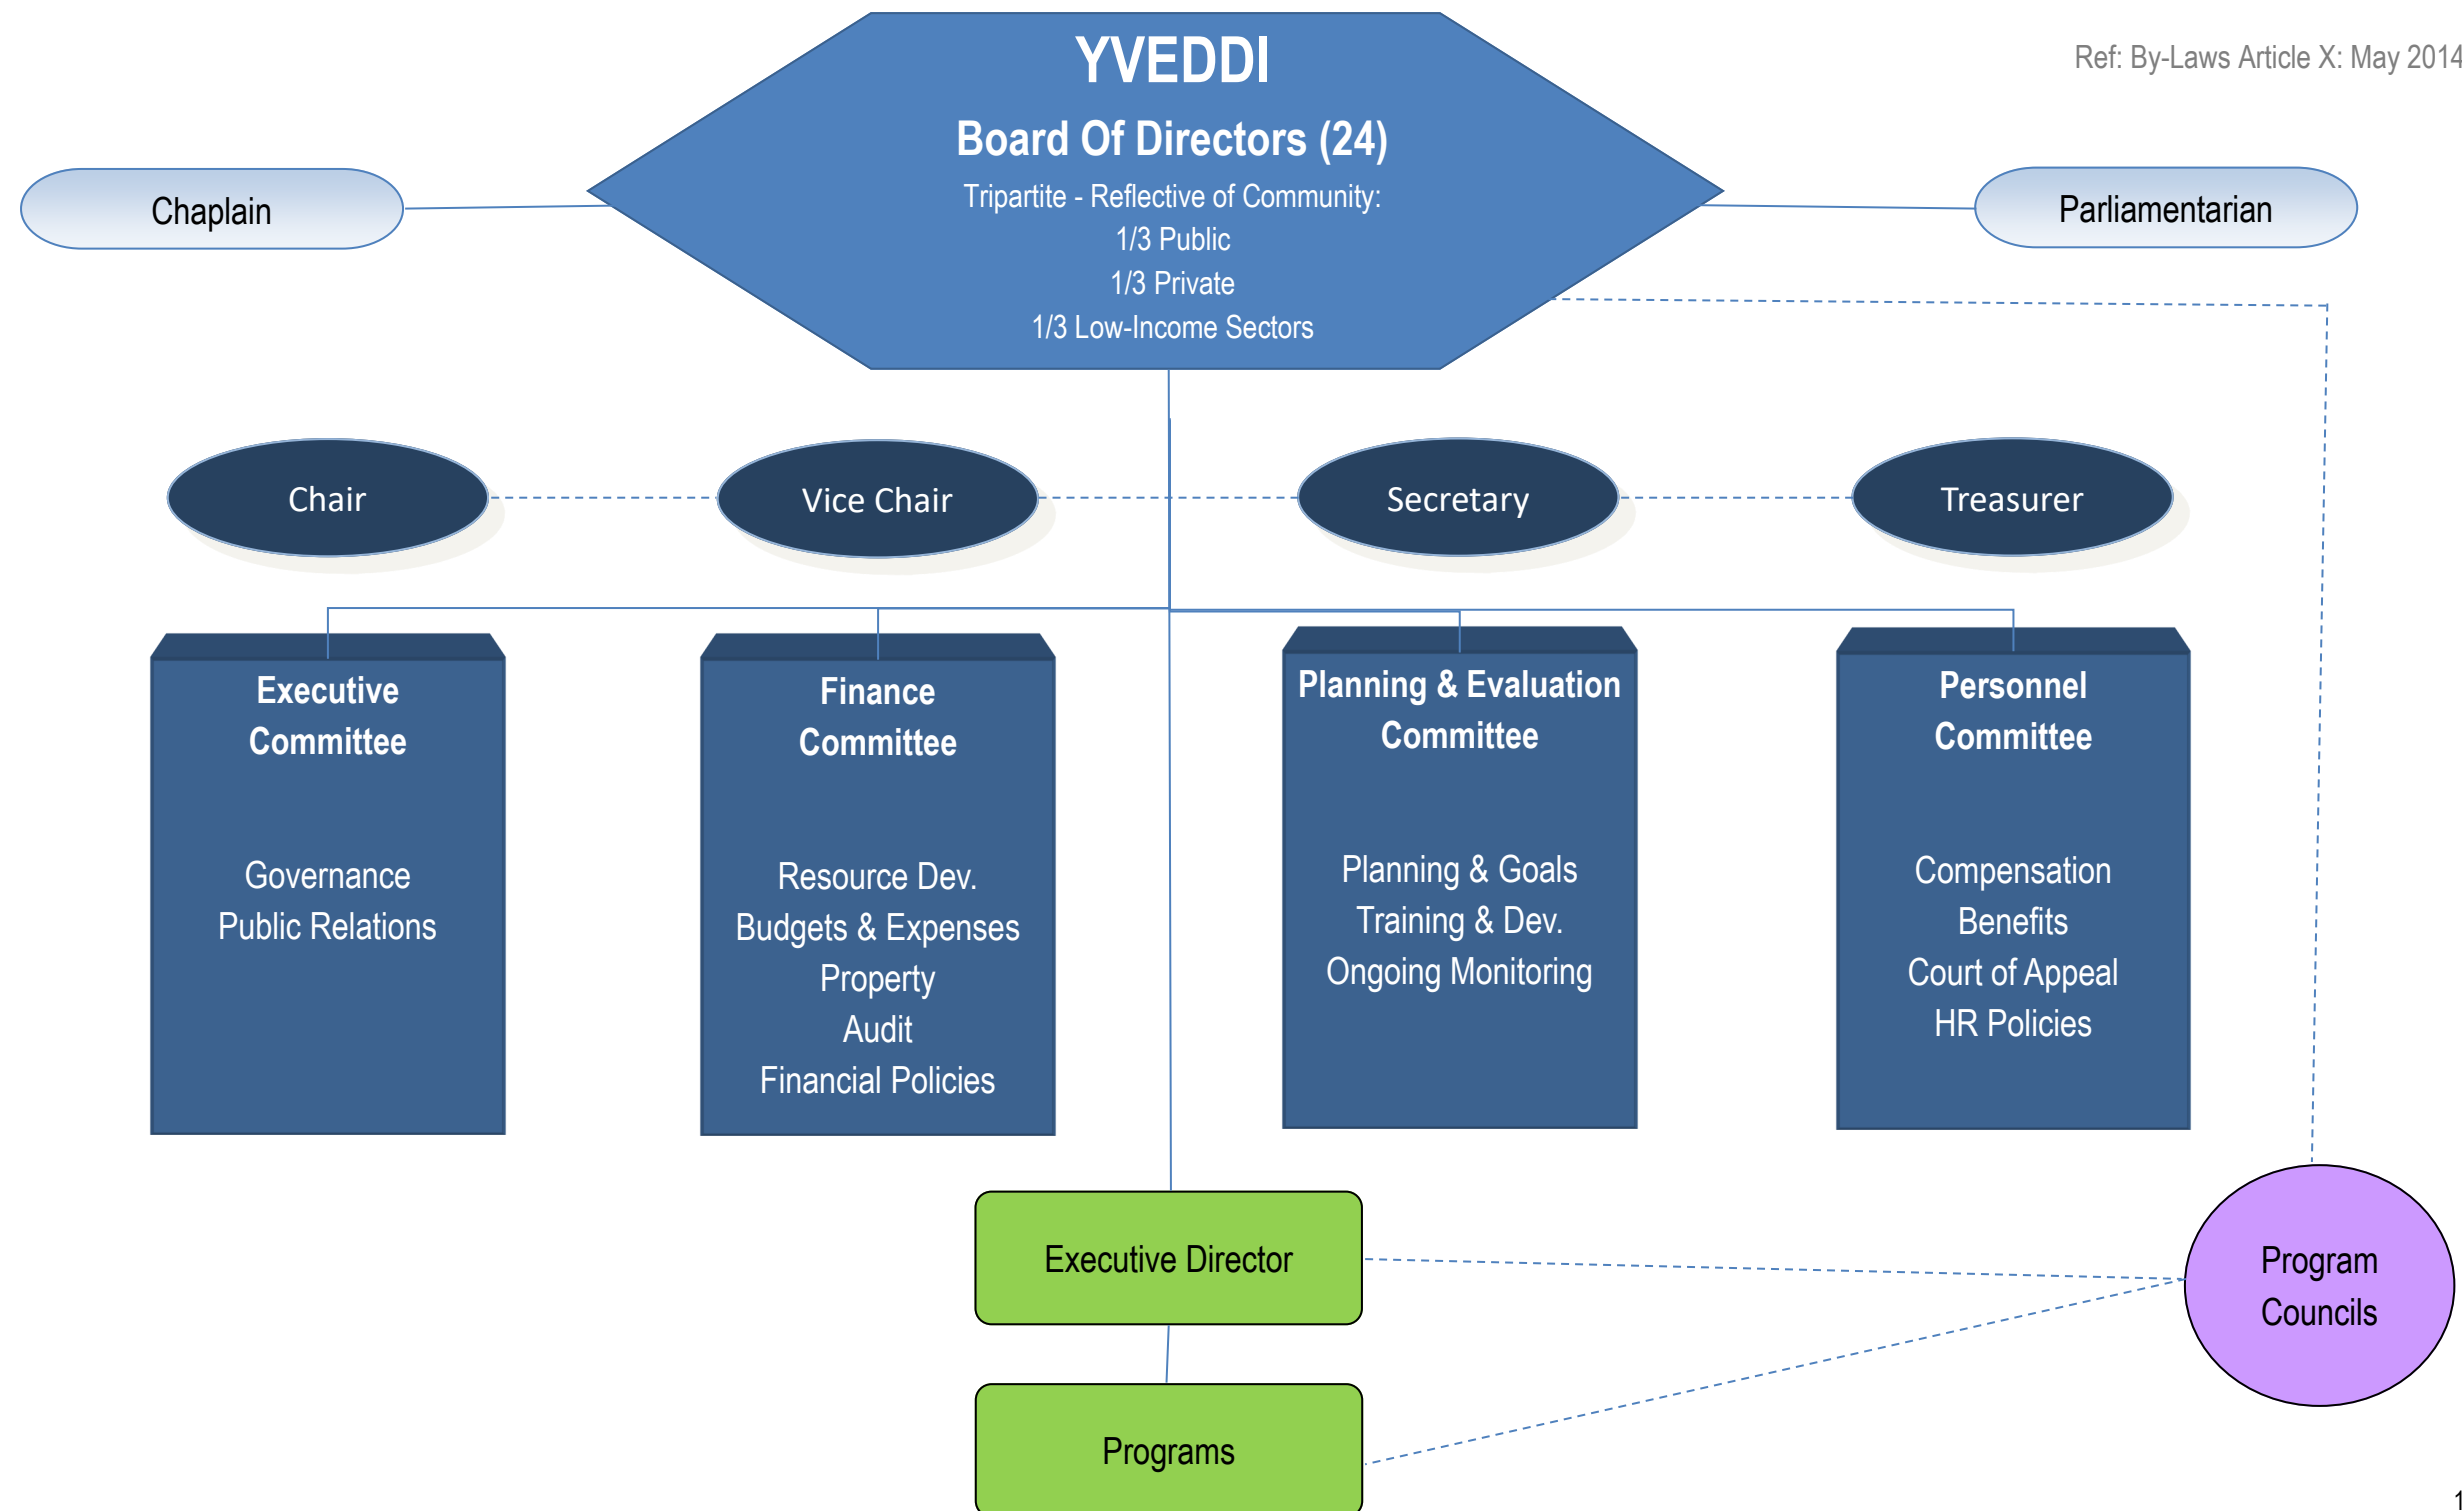 YVEDDI
Ref: By-Laws Article X: May 2014
Board Of Directors (24)
Tripartite - Reflective of Community:
1/3 Public
1/3 Private
1/3 Low-Income Sectors
Chaplain
Parliamentarian
Chair
Vice Chair
Secretary
Treasurer
Executive
Committee
Governance
Public Relations
Finance
Committee
Resource Dev.
Budgets & Expenses
Property
Audit
Financial Policies
Planning & Evaluation
Committee
Planning & Goals
Training & Dev.
Ongoing Monitoring
Personnel
Committee
Compensation
Benefits
Court of Appeal
HR Policies
Executive Director
Program
Councils
Programs
1